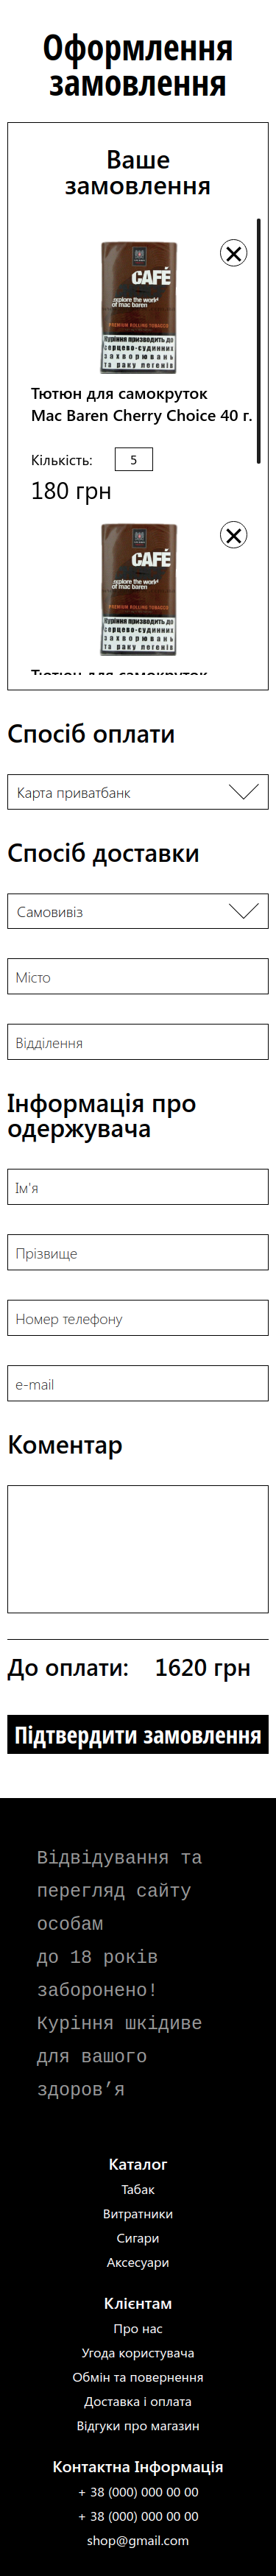 Оформлення
замовлення
Ваше
замовлення
CAFÉ
explore the world
of mac baren
PREMIUM ROLLING TOBACCO
Куріння призводить до
серцево-судинних
захворювань
та раку легенів
Тютюн для самокруток
Mac Baren Cherry Choice 40 г.
Кількість: 5
180 грн
CAFÉ
explore the world
of mac baren
PREMIUM ROLLING TOBACCO
Куріння призводить до
серцево-судинних
захворювань
та раку легенів
Тютюн для самокруток
Спосіб оплати
Карта приватбанк
Спосіб доставки
Самовивіз
Місто
Відділення
Інформація про
одержувача
Ім'я
Прізвище
Номер телефону
e-mail
Коментар
До оплати: 1620 грн
Підтвердити замовлення
Відвідування та
перегляд сайту
особам
до 18 років
заборонено!
Куріння шкідиве
для вашого
здоров’я
Каталог
Табак
Витратники
Сигари
Аксесуари
Клієнтам
Про нас
Угода користувача
Обмін та повернення
Доставка і оплата
Відгуки про магазин
Контактна Інформація
+ 38 (000) 000 00 00
+ 38 (000) 000 00 00
shop@gmail.com